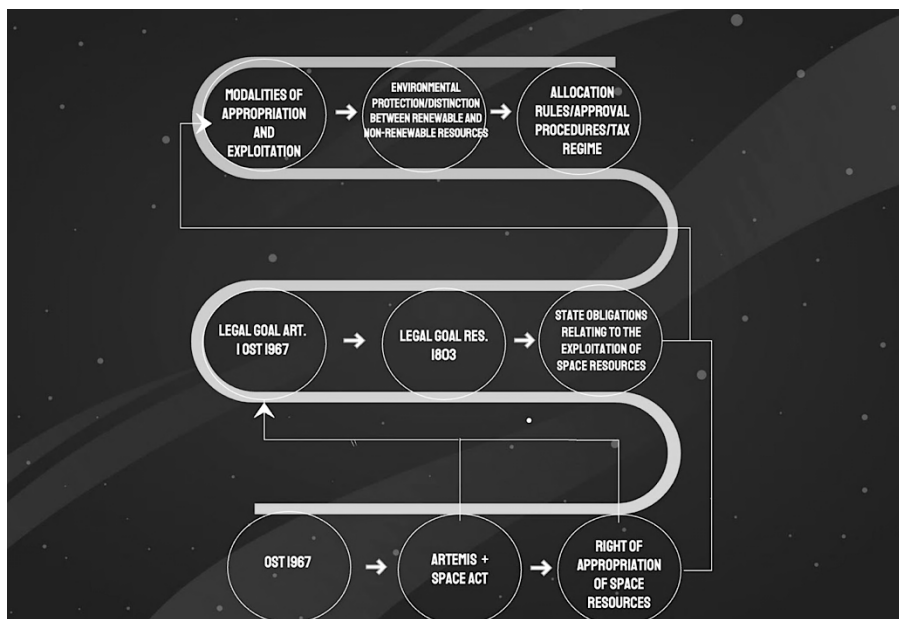 MODALITIES OF
APPROPRIATION
AND
EXPLOITATION
ENVIRONMENTAL
PROTECTION/DISTINCTION
BETWEEN RENEWABLE AND
NON-RENEWABLE RESOURCES
ALLOCATION
RULES/APPROVAL
PROCEDURES/TAX
REGIME
LEGAL GOAL ART.
1 OST 1967
LEGAL GOAL RES.
1803
STATE OBLIGATIONS
RELATING TO THE
EXPLOITATION OF
SPACE RESOURCES
OST 1967
ARTEMIS +
SPACE ACT
RIGHT OF
APPROPRIATION
OF SPACE
RESOURCES